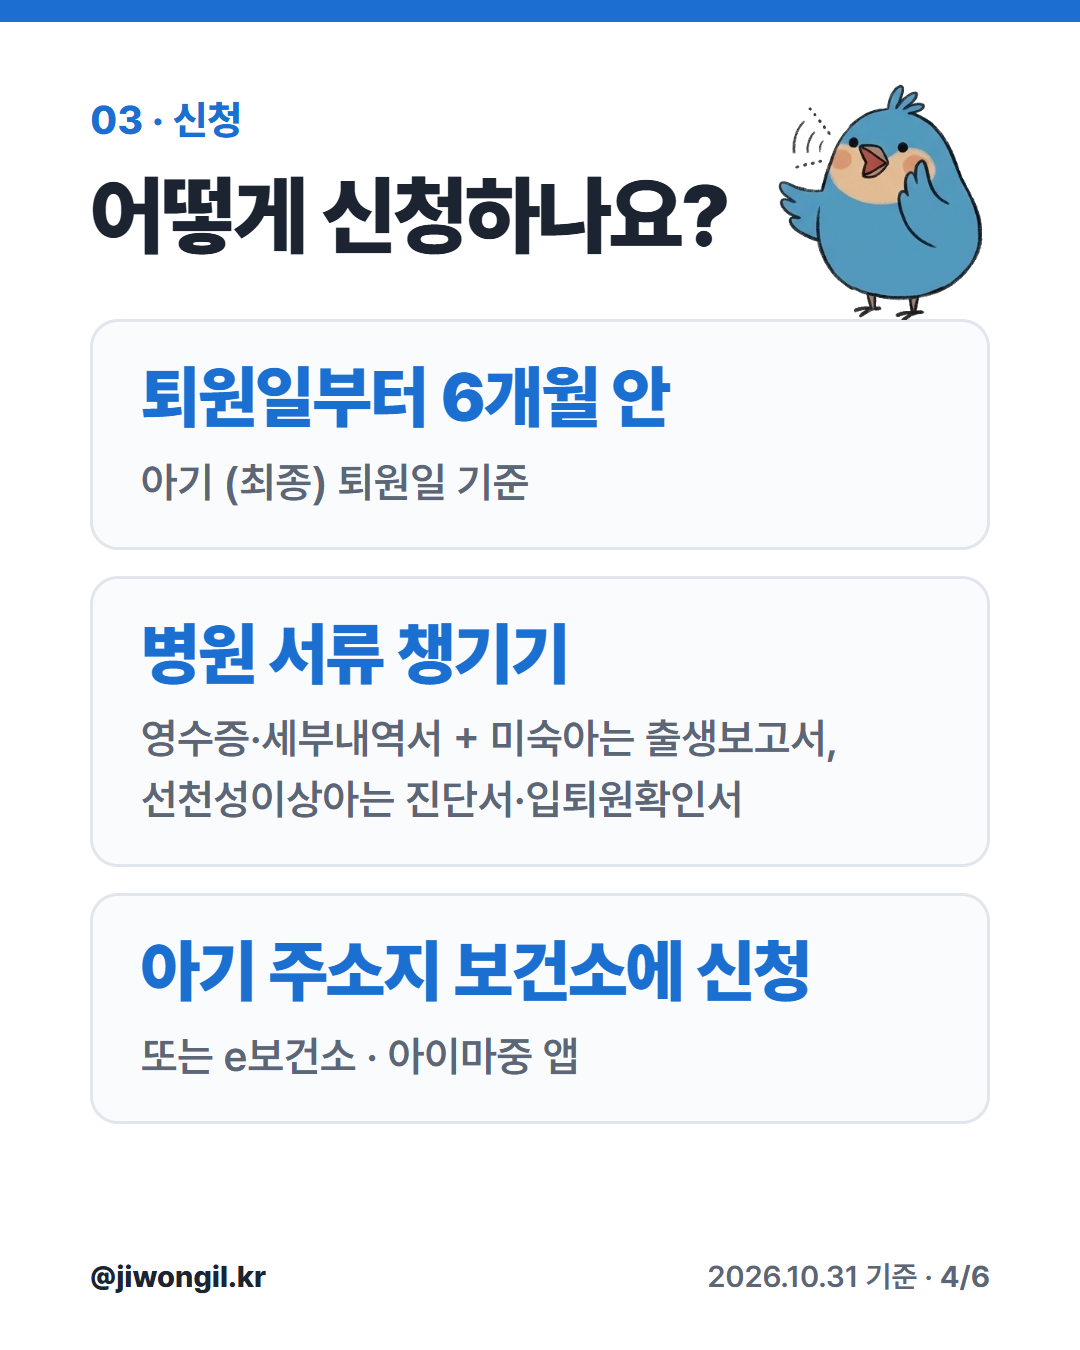 03 · 신청
어떻게 신청하나요?
퇴원일부터 6개월 안
아기 (최종) 퇴원일 기준
병원 서류 챙기기
영수증·세부내역서 + 미숙아는 출생보고서,
선천성이상아는 진단서·입퇴원확인서
아기 주소지 보건소에 신청
또는 e보건소 · 아이마중 앱
@jiwongil.kr
2026.10.31 기준 · 4/6